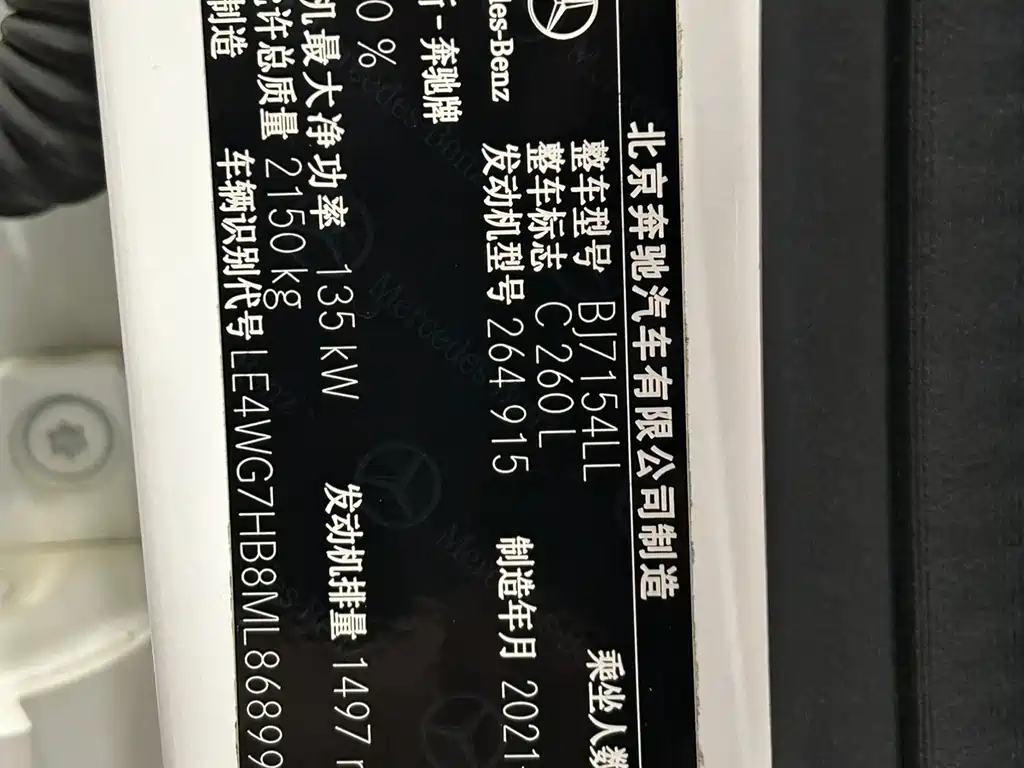 北京奔驰汽车有限公司制造
整车型号 BJ7154LL 乘坐人数
整车标志 C 260 L
Mercedes-Benz 发动机型号 264 915 制造年月 2021
奔驰牌
0 %
机最大净功率 135 kW 发动机排量 1497
许总质量 2150 kg
制造 车辆识别代号 LE4WG7HB8ML86899